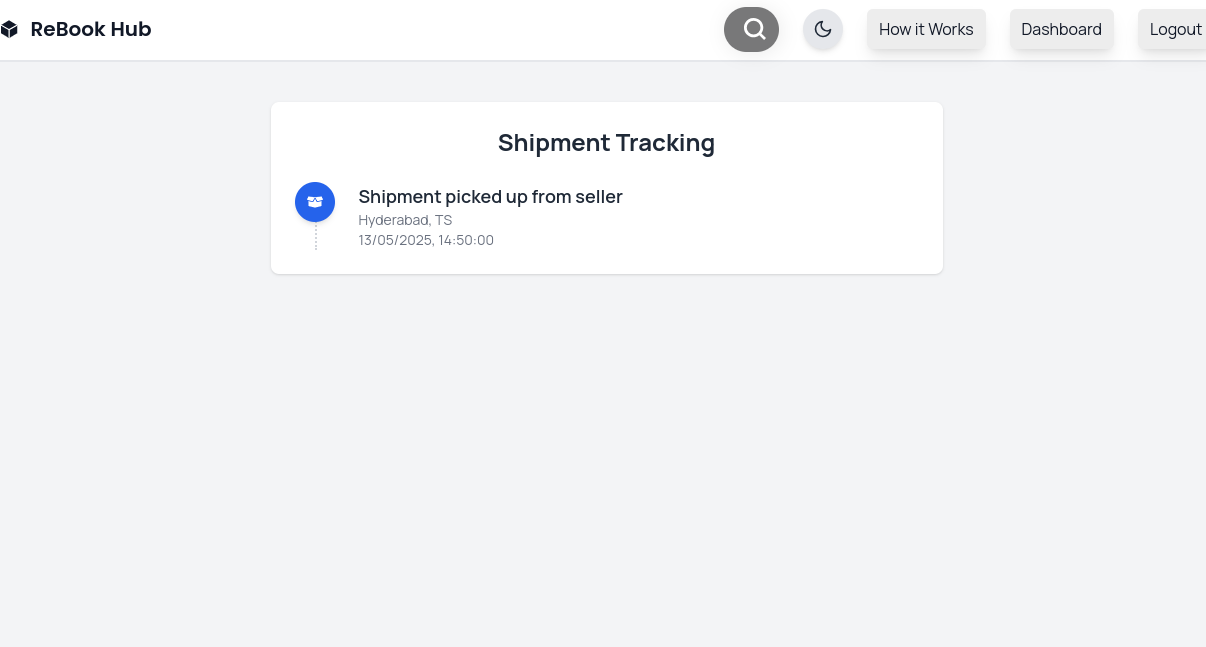 ReBook Hub
How it Works
Dashboard
Logout
Shipment Tracking
Shipment picked up from seller
Hyderabad, TS
13/05/2025, 14:50:00